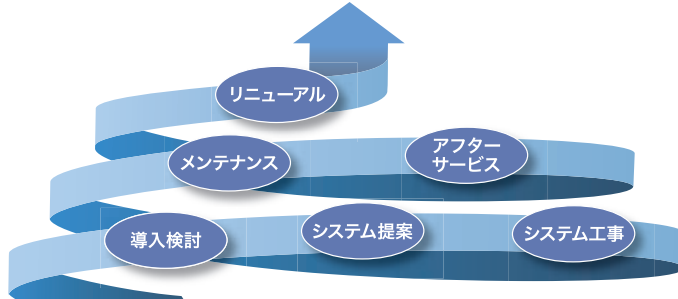 リニューアル
メンテナンス
アフター
サービス
導入検討
システム提案
システム工事